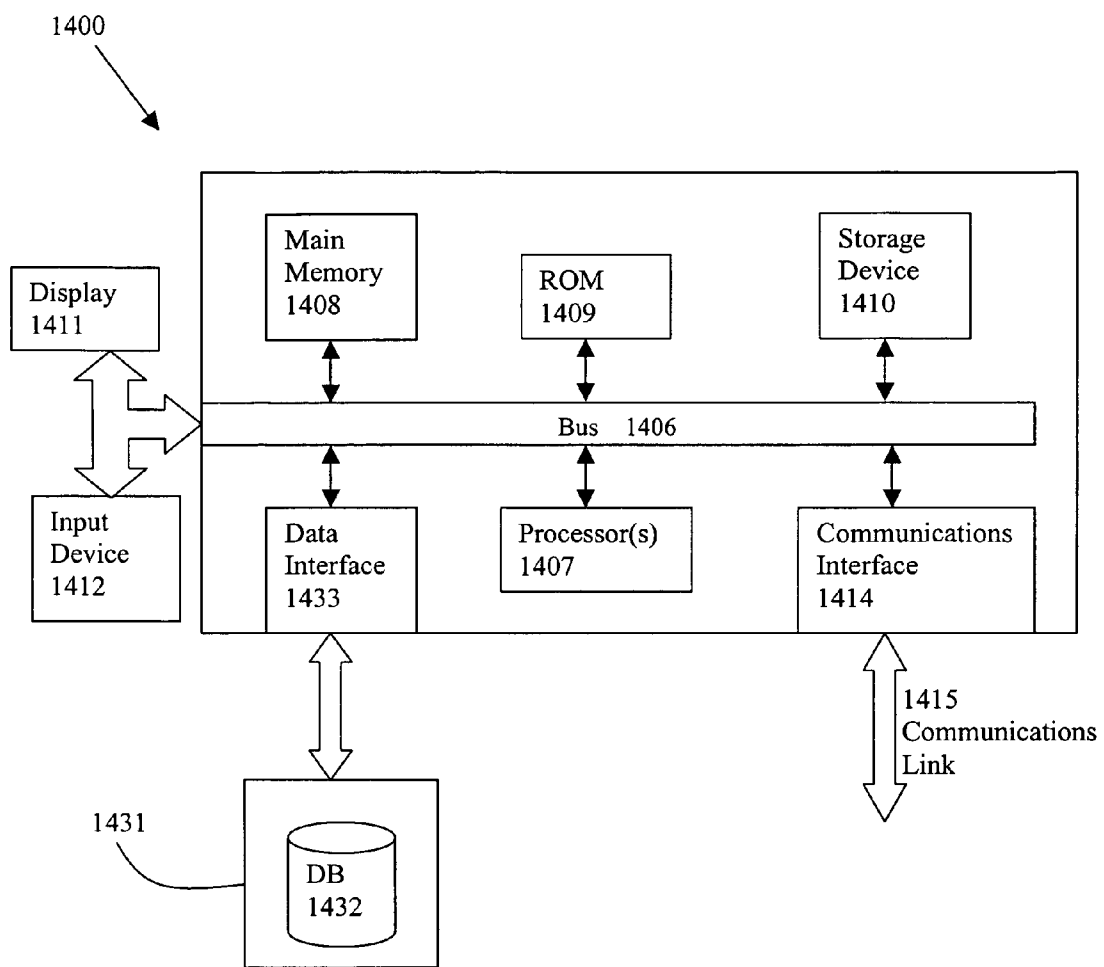 1400
Main
Memory
1408
ROM
1409
Storage
Device
1410
Display
1411
Bus 1406
Input
Device
1412
Data
Interface
1433
Processor(s)
1407
Communications
Interface
1414
1415
Communications
Link
1431
DB
1432